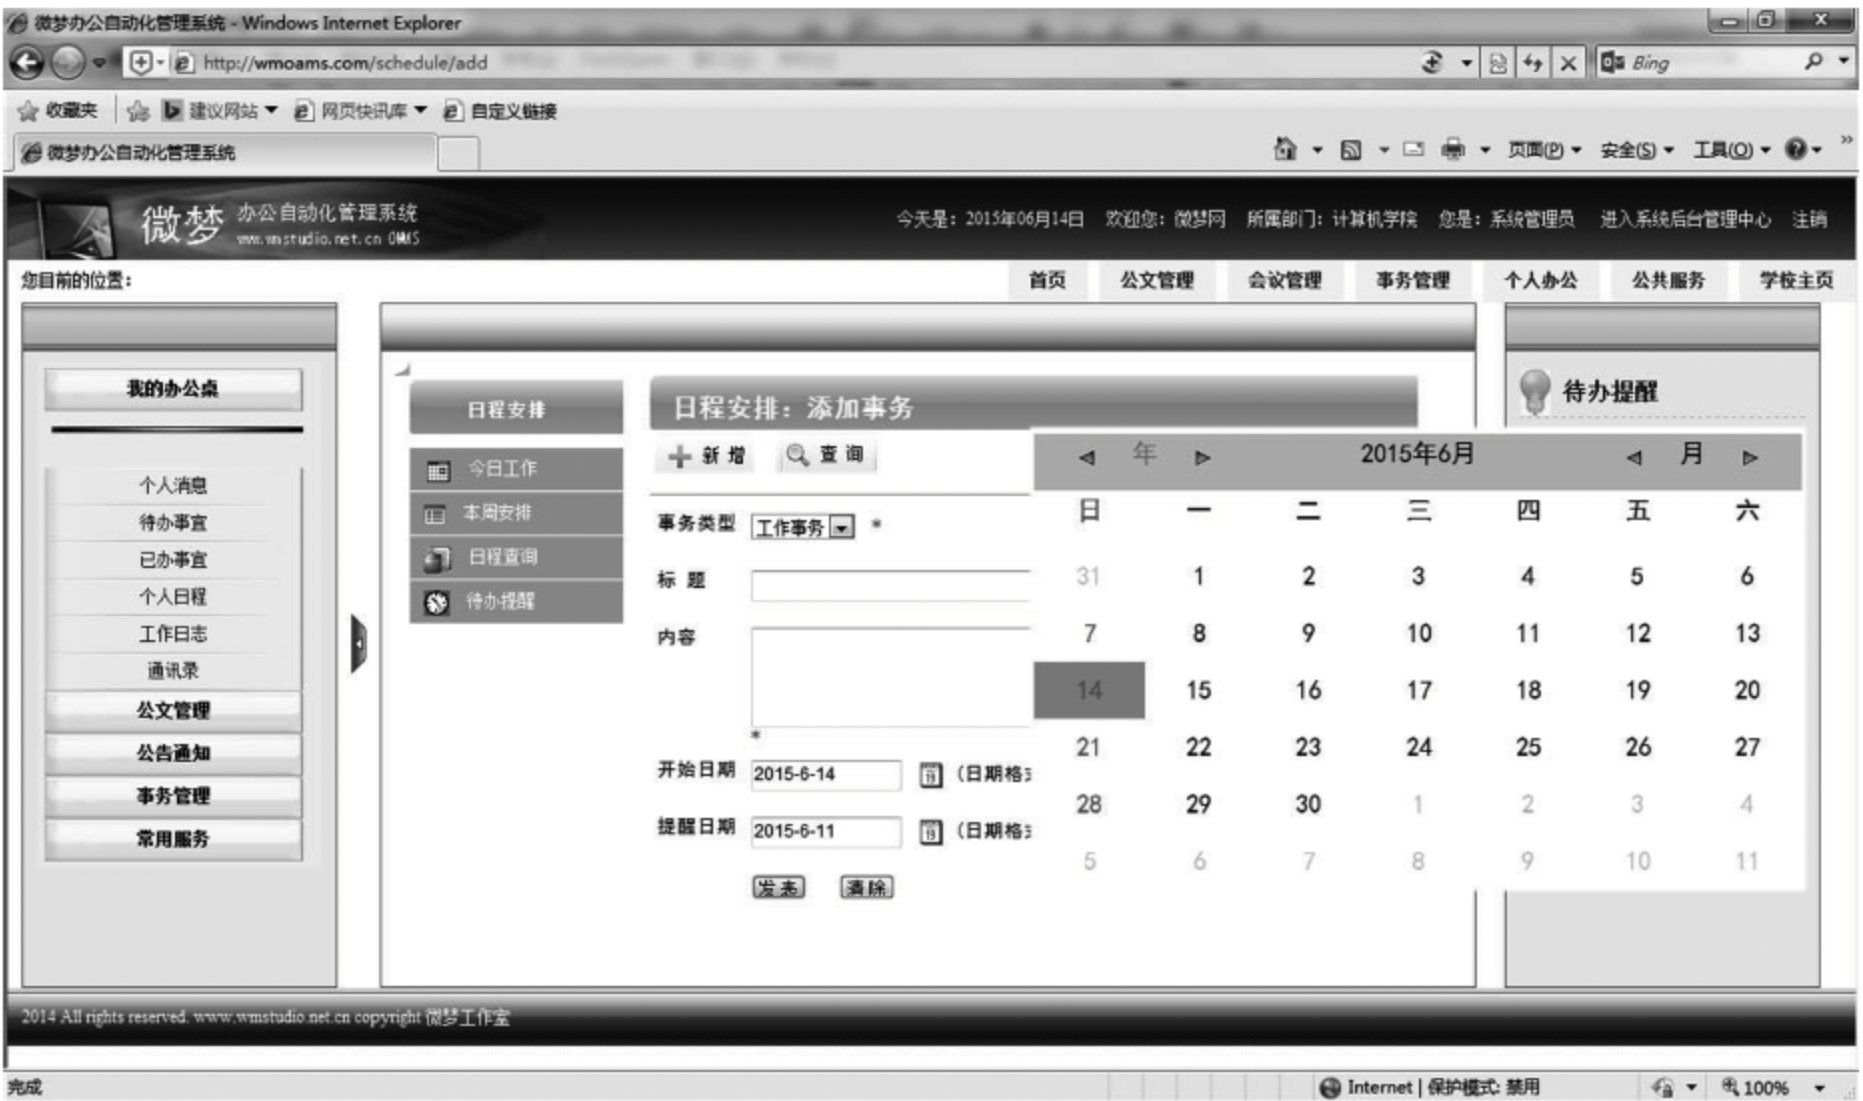 微梦办公自动化管理系统 - Windows Internet Explorer
http://wmoams.com/schedule/add
Bing
收藏夹 建议网站 网页快讯库 自定义链接
微梦办公自动化管理系统
页面(P) 安全(S) 工具(O)
微梦 办公自动化管理系统
www.wmstudio.net.cn OMMS
今天是：2015年06月14日 欢迎您：微梦网 所属部门：计算机学院 您是：系统管理员 进入系统后台管理中心 注销
您目前的位置：
首页 公文管理 会议管理 事务管理 个人办公 公共服务 学校主页
我的办公桌
个人消息
待办事宜
已办事宜
个人日程
工作日志
通讯录
公文管理
公告通知
事务管理
常用服务
日程安排
今日工作
本周安排
日程查询
待办提醒
日程安排：添加事务
新增 查询
事务类型 工作事务 *
标 题
内容
*
开始日期 2015-6-14 (日期格
提醒日期 2015-6-11 (日期格
发表 清除
待办提醒
年 2015年6月 月
日 一 二 三 四 五 六
31 1 2 3 4 5 6
7 8 9 10 11 12 13
14 15 16 17 18 19 20
21 22 23 24 25 26 27
28 29 30 1 2 3 4
5 6 7 8 9 10 11
2014 All rights reserved. www.wmstudio.net.cn copyright 微梦工作室
完成
Internet | 保护模式: 禁用
100%